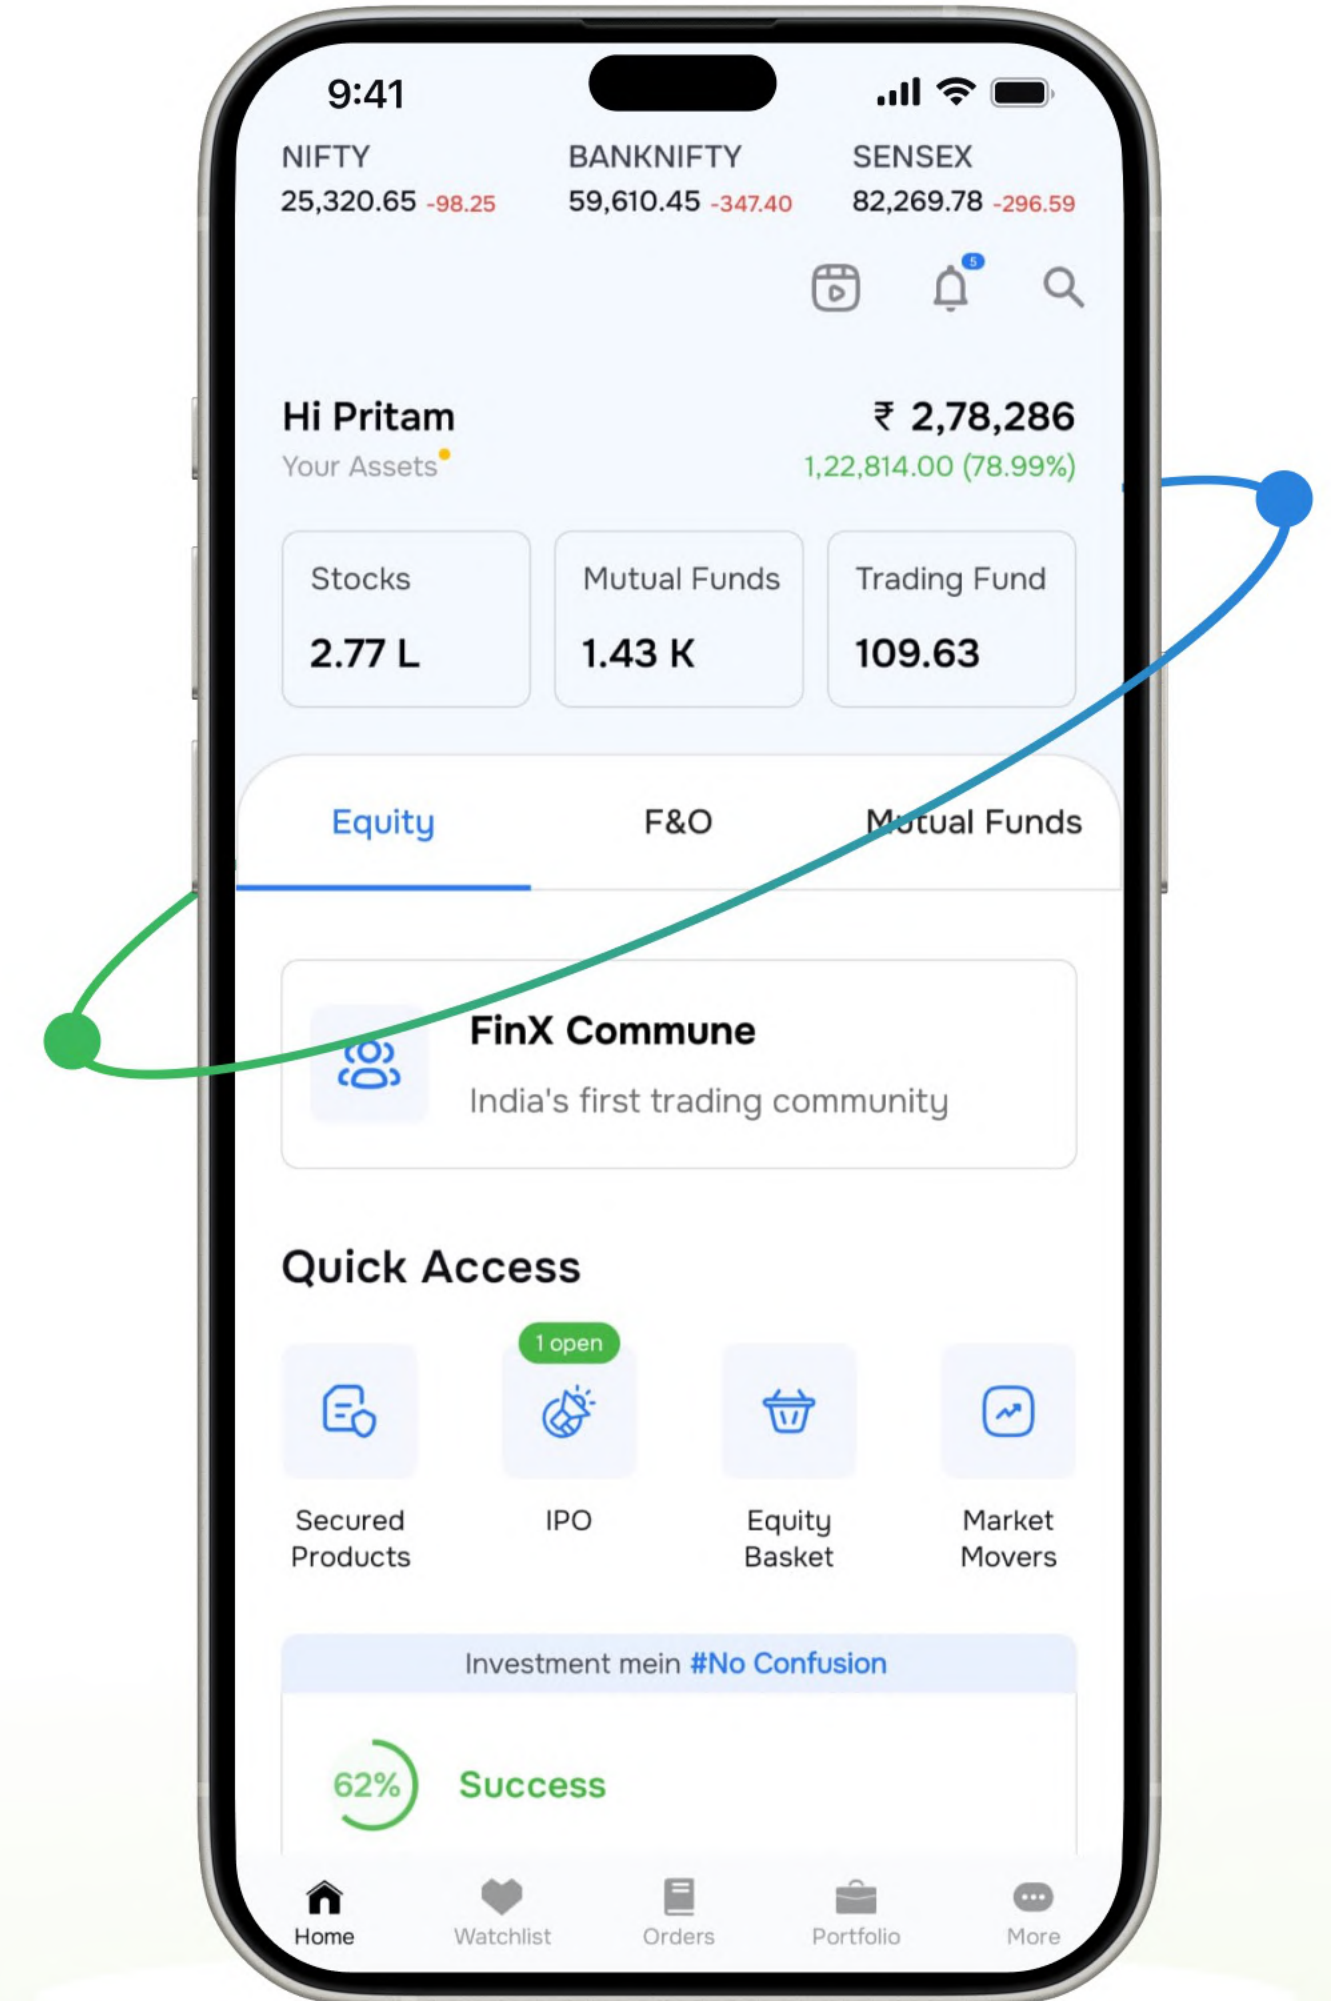 9:41
NIFTY BANKNIFTY SENSEX
25,320.65 -98.25 59,610.45 -347.40 82,269.78 -296.59
5
Hi Pritam ₹ 2,78,286
Your Assets 1,22,814.00 (78.99%)
Stocks Mutual Funds Trading Fund
2.77 L 1.43 K 109.63
Equity F&O Mutual Funds
FinX Commune
India's first trading community
Quick Access
1 open
Secured Products
IPO
Equity Basket
Market Movers
Investment mein #No Confusion
62% Success
Home Watchlist Orders Portfolio More